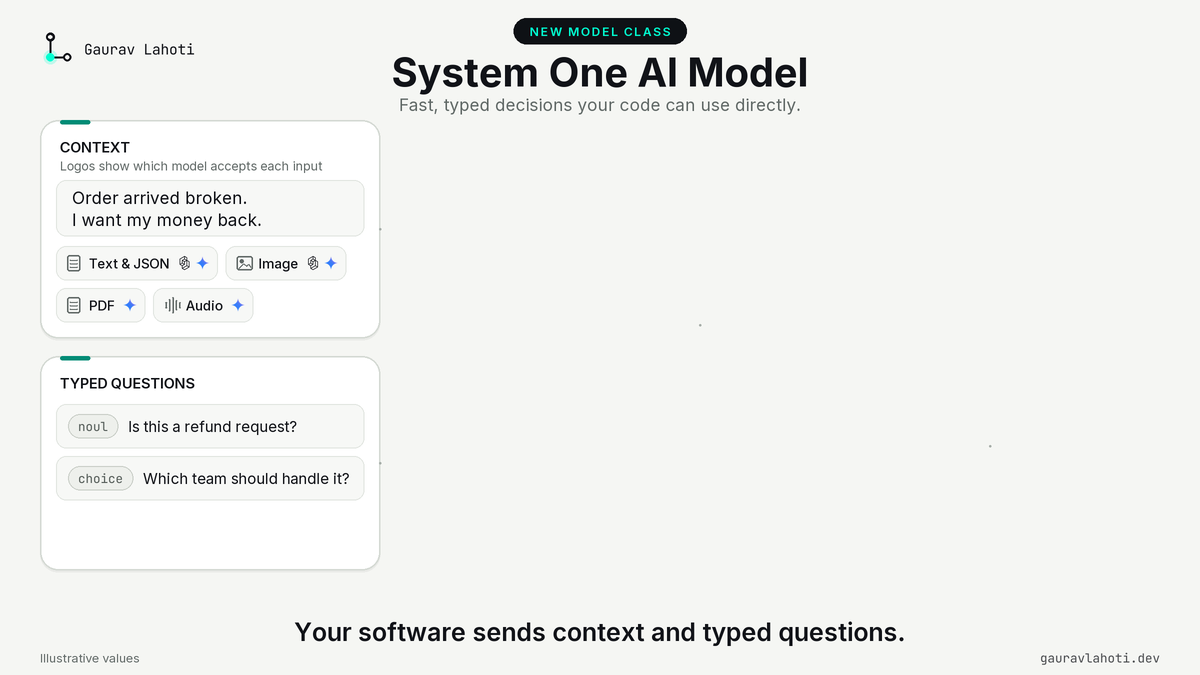 Gaurav Lahoti
NEW MODEL CLASS
System One AI Model
Fast, typed decisions your code can use directly.
CONTEXT
Logos show which model accepts each input
Order arrived broken.
I want my money back.
Text & JSON
Image
PDF
Audio
TYPED QUESTIONS
noul Is this a refund request?
choice Which team should handle it?
Your software sends context and typed questions.
Illustrative values
gauravlahoti.dev